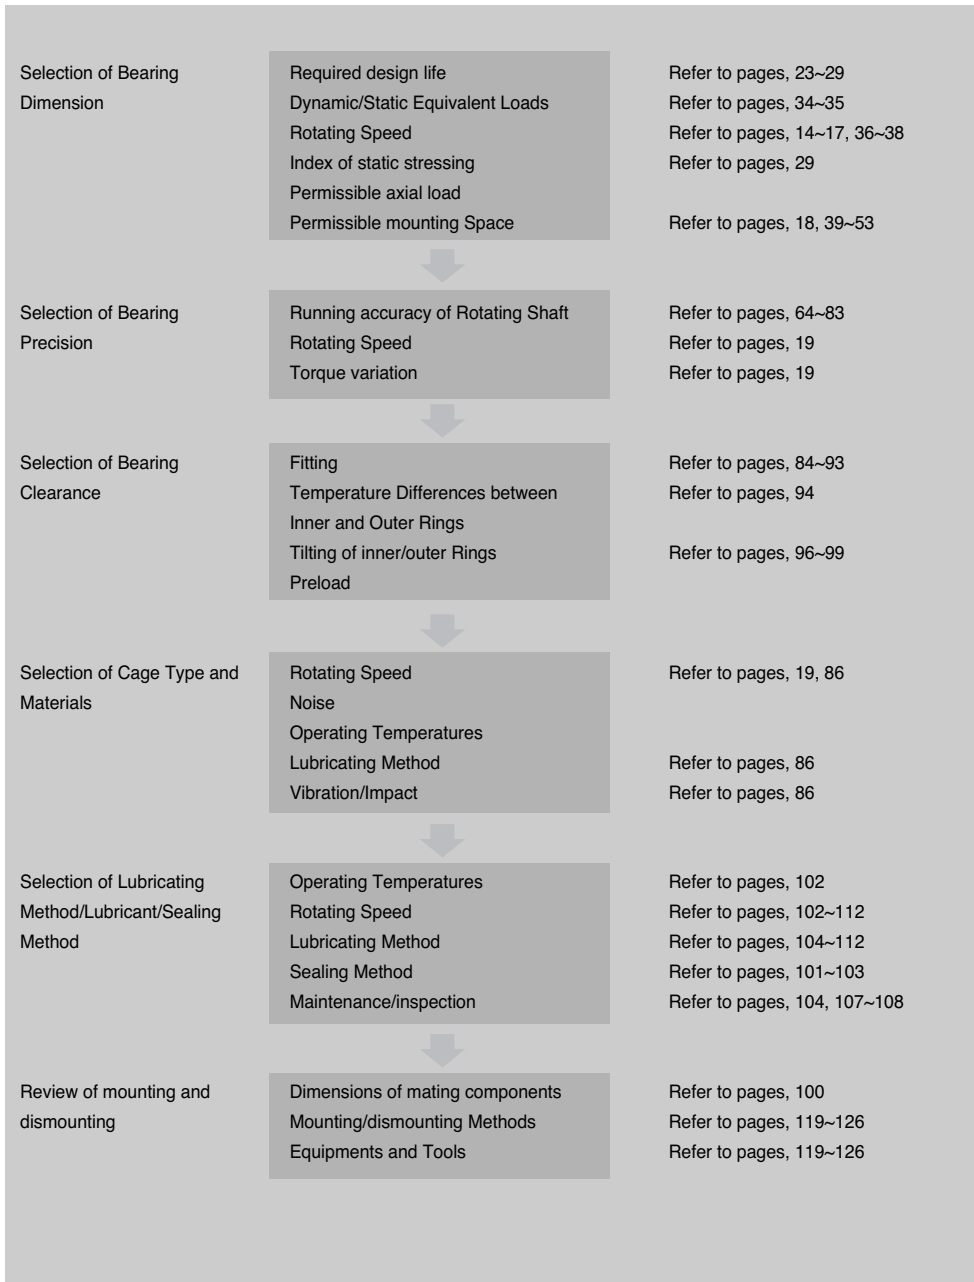 Selection of Bearing Required design life Refer to pages, 23~29
Dimension Dynamic/Static Equivalent Loads Refer to pages, 34~35
Rotating Speed Refer to pages, 14~17, 36~38
Index of static stressing Refer to pages, 29
Permissible axial load
Permissible mounting Space Refer to pages, 18, 39~53
Selection of Bearing Running accuracy of Rotating Shaft Refer to pages, 64~83
Precision Rotating Speed Refer to pages, 19
Torque variation Refer to pages, 19
Selection of Bearing Fitting Refer to pages, 84~93
Clearance Temperature Differences between Refer to pages, 94
Inner and Outer Rings
Tilting of inner/outer Rings Refer to pages, 96~99
Preload
Selection of Cage Type and Rotating Speed Refer to pages, 19, 86
Materials Noise
Operating Temperatures
Lubricating Method Refer to pages, 86
Vibration/Impact Refer to pages, 86
Selection of Lubricating Operating Temperatures Refer to pages, 102
Method/Lubricant/Sealing Rotating Speed Refer to pages, 102~112
Method Lubricating Method Refer to pages, 104~112
Sealing Method Refer to pages, 101~103
Maintenance/inspection Refer to pages, 104, 107~108
Review of mounting and Dimensions of mating components Refer to pages, 100
dismounting Mounting/dismounting Methods Refer to pages, 119~126
Equipments and Tools Refer to pages, 119~126